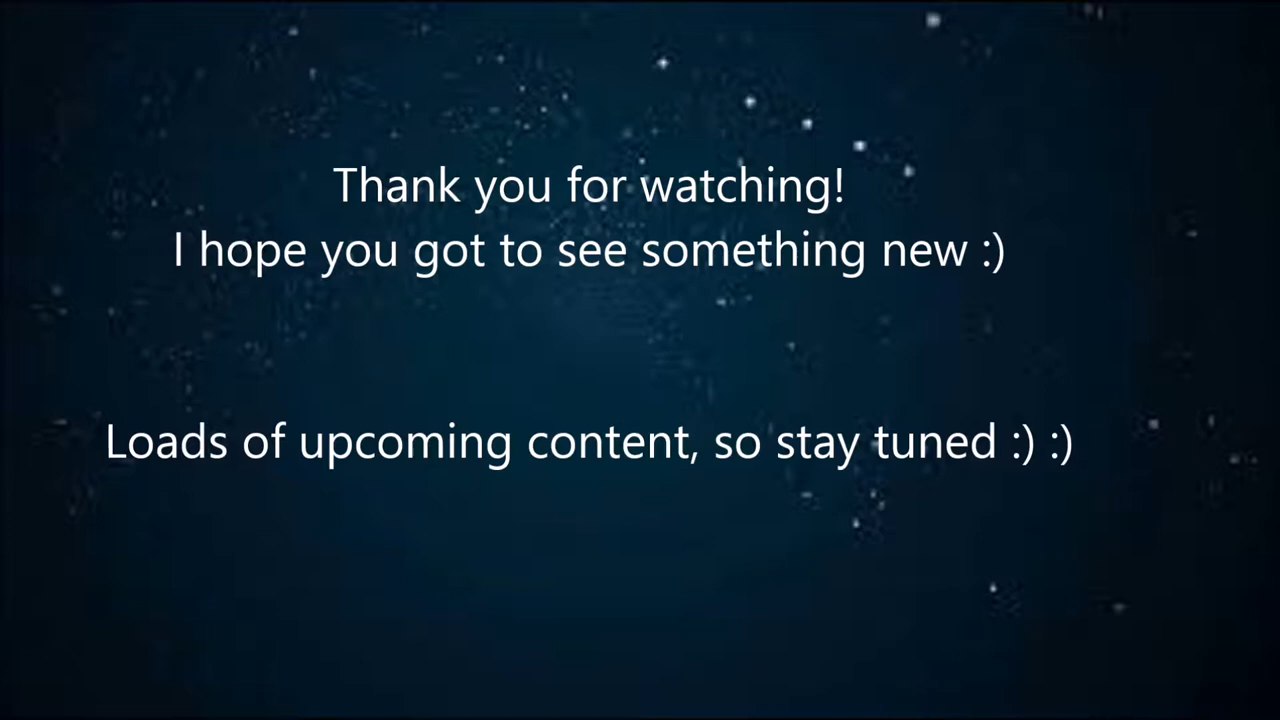 Thank you for watching!
I hope you got to see something new :)
Loads of upcoming content, so stay tuned :) :)